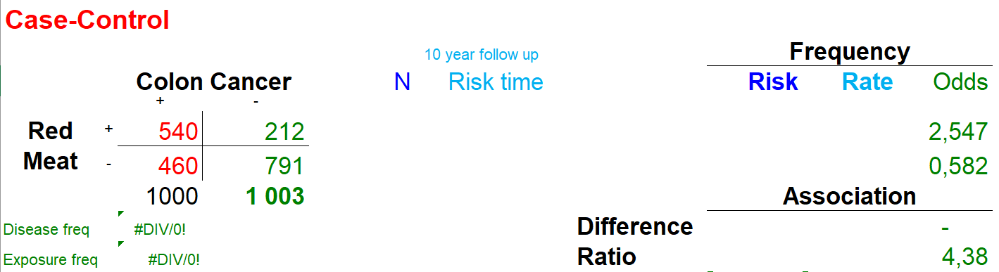 Case-Control
10 year follow up
Frequency
Colon Cancer N Risk time Risk Rate Odds
+ -
Red + 540 212 2,547
Meat - 460 791 0,582
1000 1 003 Association
Disease freq #DIV/0! Difference -
Exposure freq #DIV/0! Ratio 4,38